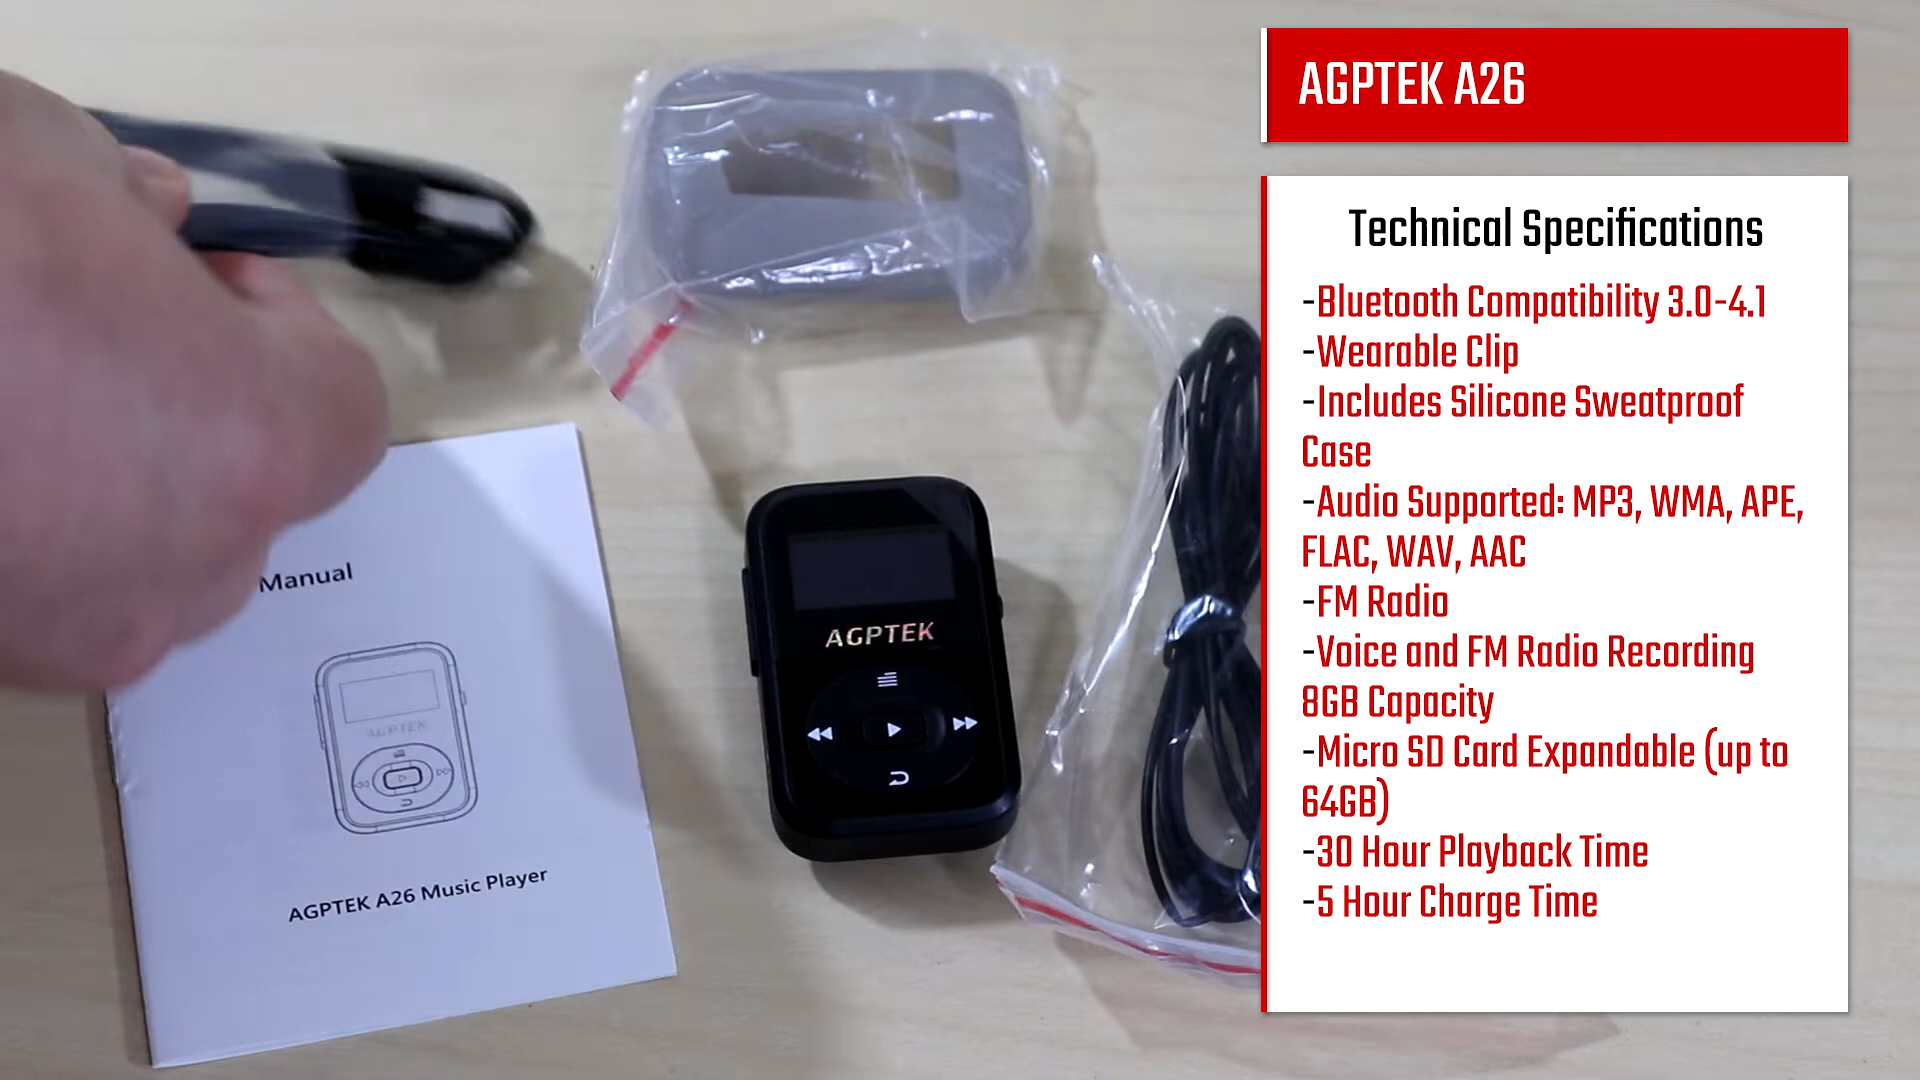 AGPTEK A26
Technical Specifications
-Bluetooth Compatibility 3.0-4.1
-Wearable Clip
-Includes Silicone Sweatproof
Case
-Audio Supported: MP3, WMA, APE,
FLAC, WAV, AAC
-FM Radio
-Voice and FM Radio Recording
8GB Capacity
-Micro SD Card Expandable (up to
64GB)
-30 Hour Playback Time
-5 Hour Charge Time
AGPTEK
Manual
AGPTEK
AGPTEK A26 Music Player